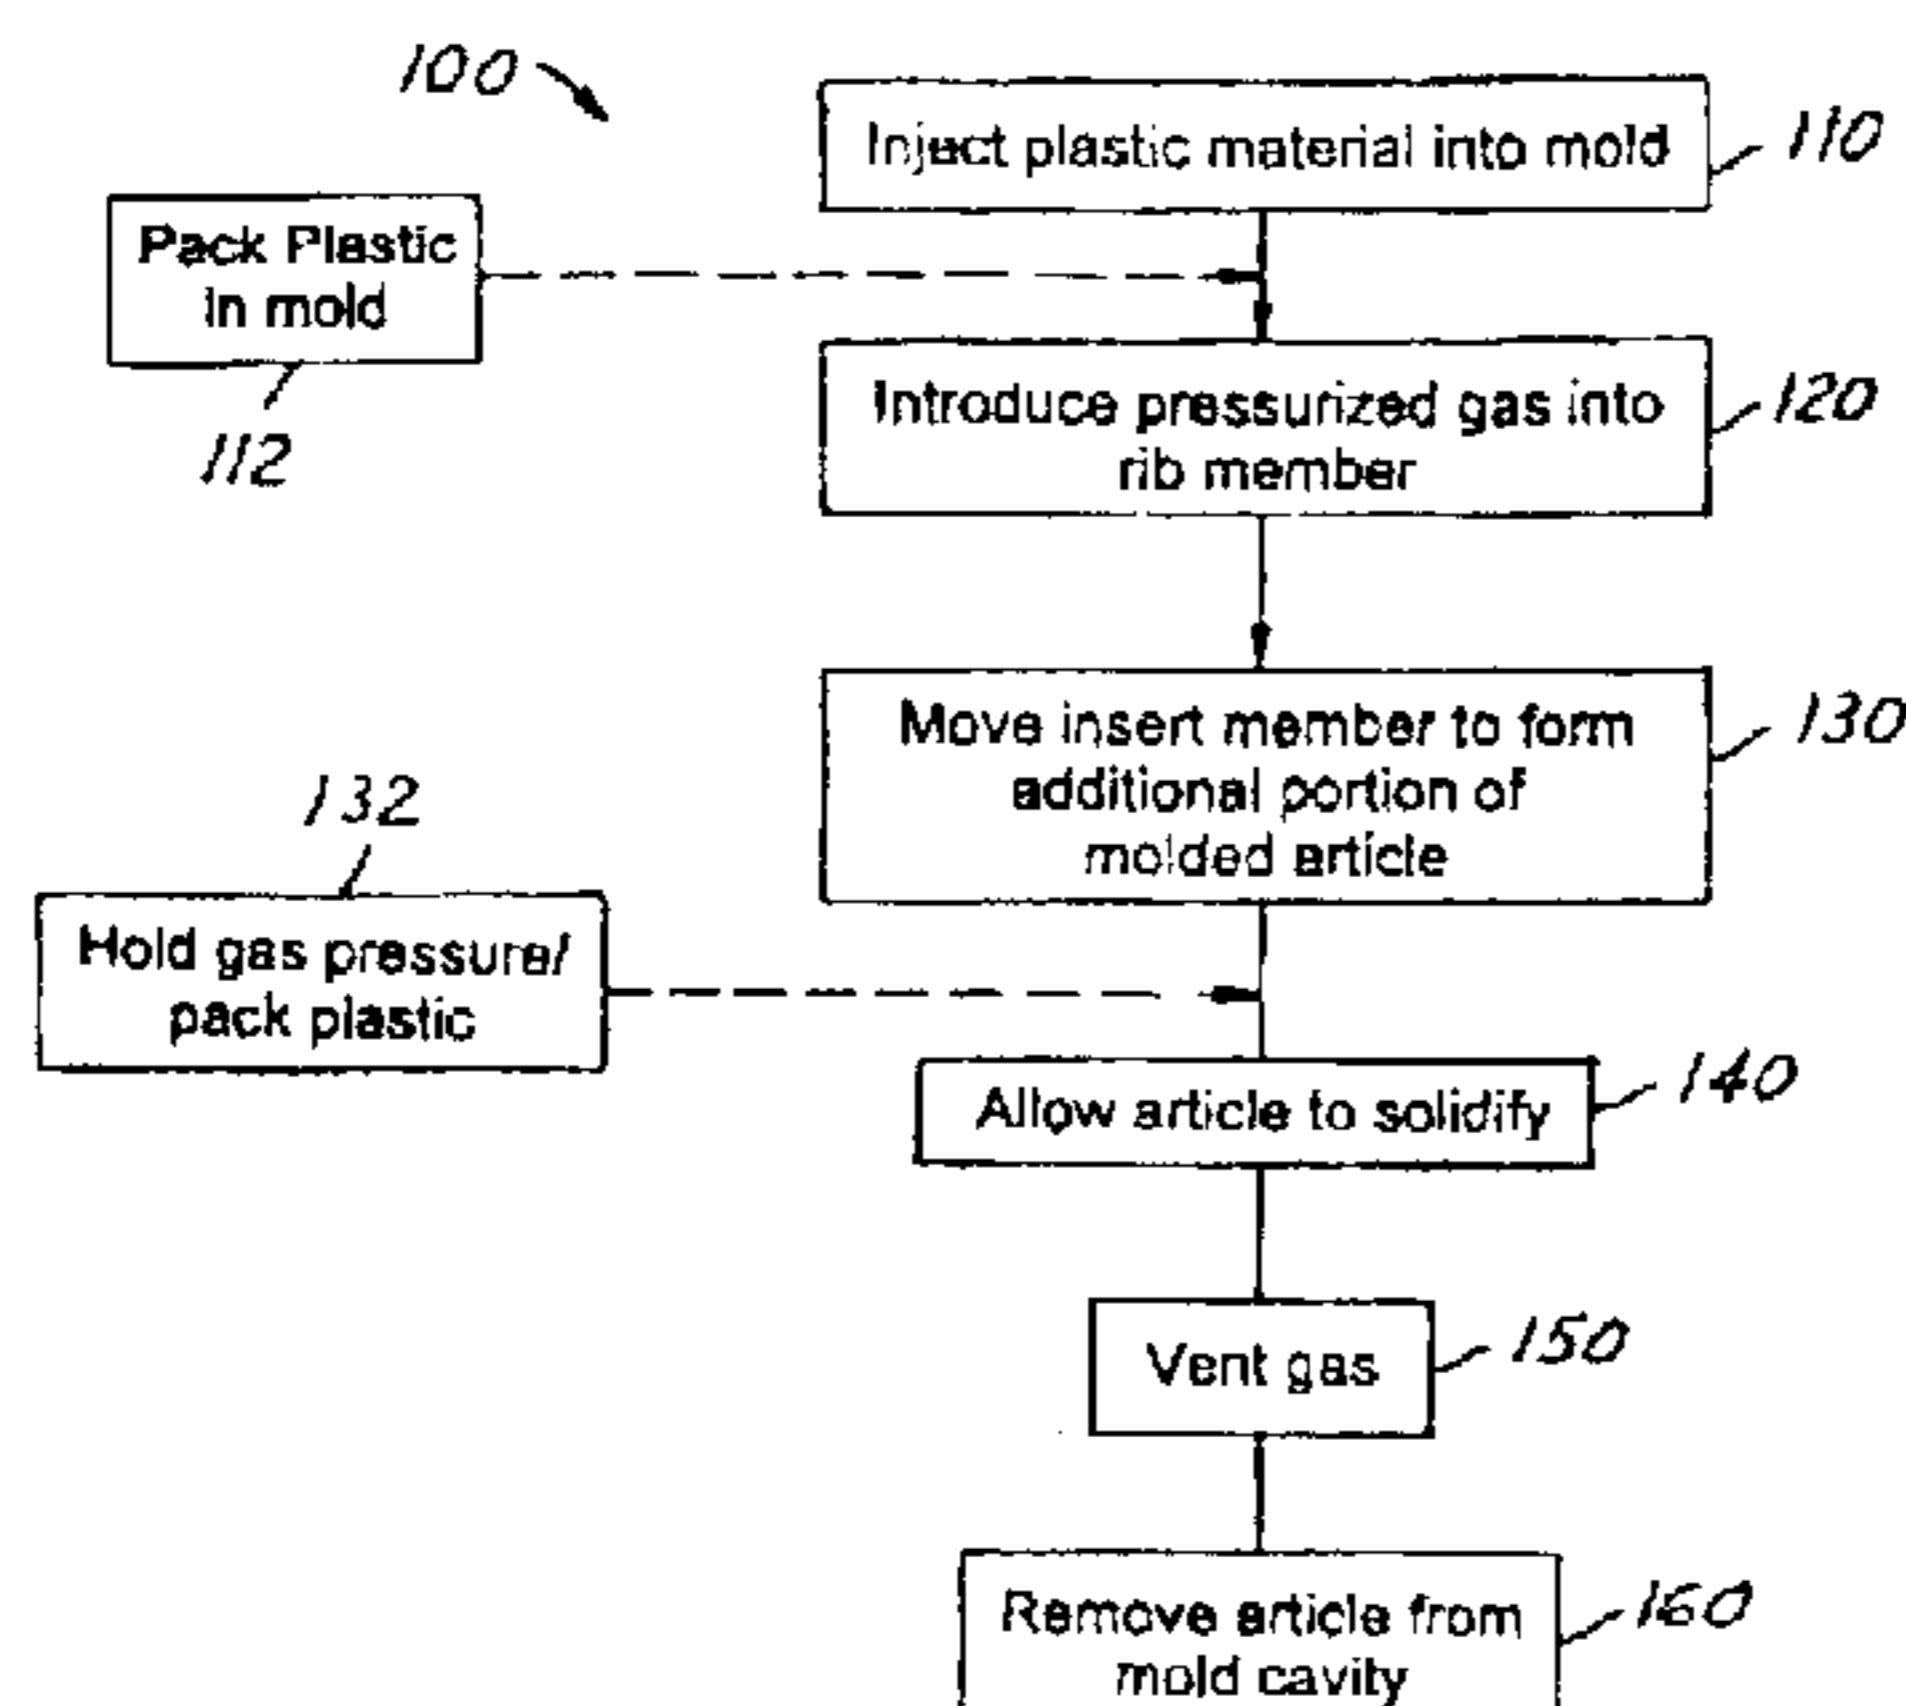 100
Inject plastic material into mold
110
Pack Plastic
in mold
112
Introduce pressurized gas into
rib member
120
Move insert member to form
additional portion of
molded article
130
132
Hold gas pressure/
pack plastic
Allow article to solidify
140
Vent gas
150
Remove article from
mold cavity
160